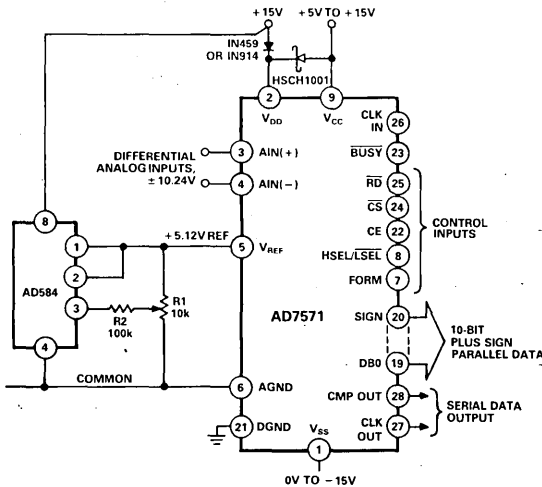 +15V
+5V TO +15V
IN459
OR IN914
HSCH1001
2
9
VDD
VCC
CLK
IN
26
DIFFERENTIAL
ANALOG INPUTS,
± 10.24V
3
AIN(+)
BUSY
23
4
AIN(−)
RD
25
CS
24
CE
22
CONTROL
INPUTS
8
+5.12V REF
5
VREF
HSEL/LSEL
8
1
FORM
7
2
AD584
AD7571
SIGN
20
3
R2
100k
R1
10k
10-BIT
PLUS SIGN
PARALLEL DATA
4
DB0
19
COMMON
6
AGND
CMP OUT
28
SERIAL DATA
OUTPUT
21
DGND
VSS
CLK
OUT
27
1
0V TO −15V